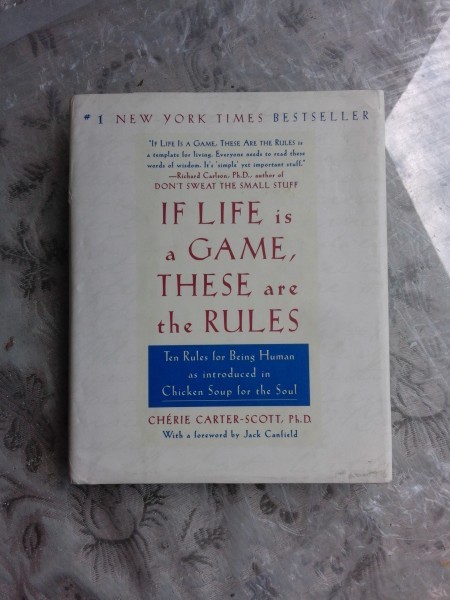 #1 NEW YORK TIMES BESTSELLER
"IF LIFE IS A GAME, THESE ARE THE RULES is
a template for living. Everyone needs to read these
words of wisdom. It's 'simple' yet important stuff."
—Richard Carlson, Ph.D., author of
DON'T SWEAT THE SMALL STUFF
IF LIFE is
a GAME,
THESE are
the RULES
Ten Rules for Being Human
as introduced in
Chicken Soup for the Soul
CHÉRIE CARTER-SCOTT, Ph.D.
With a foreword by Jack Canfield